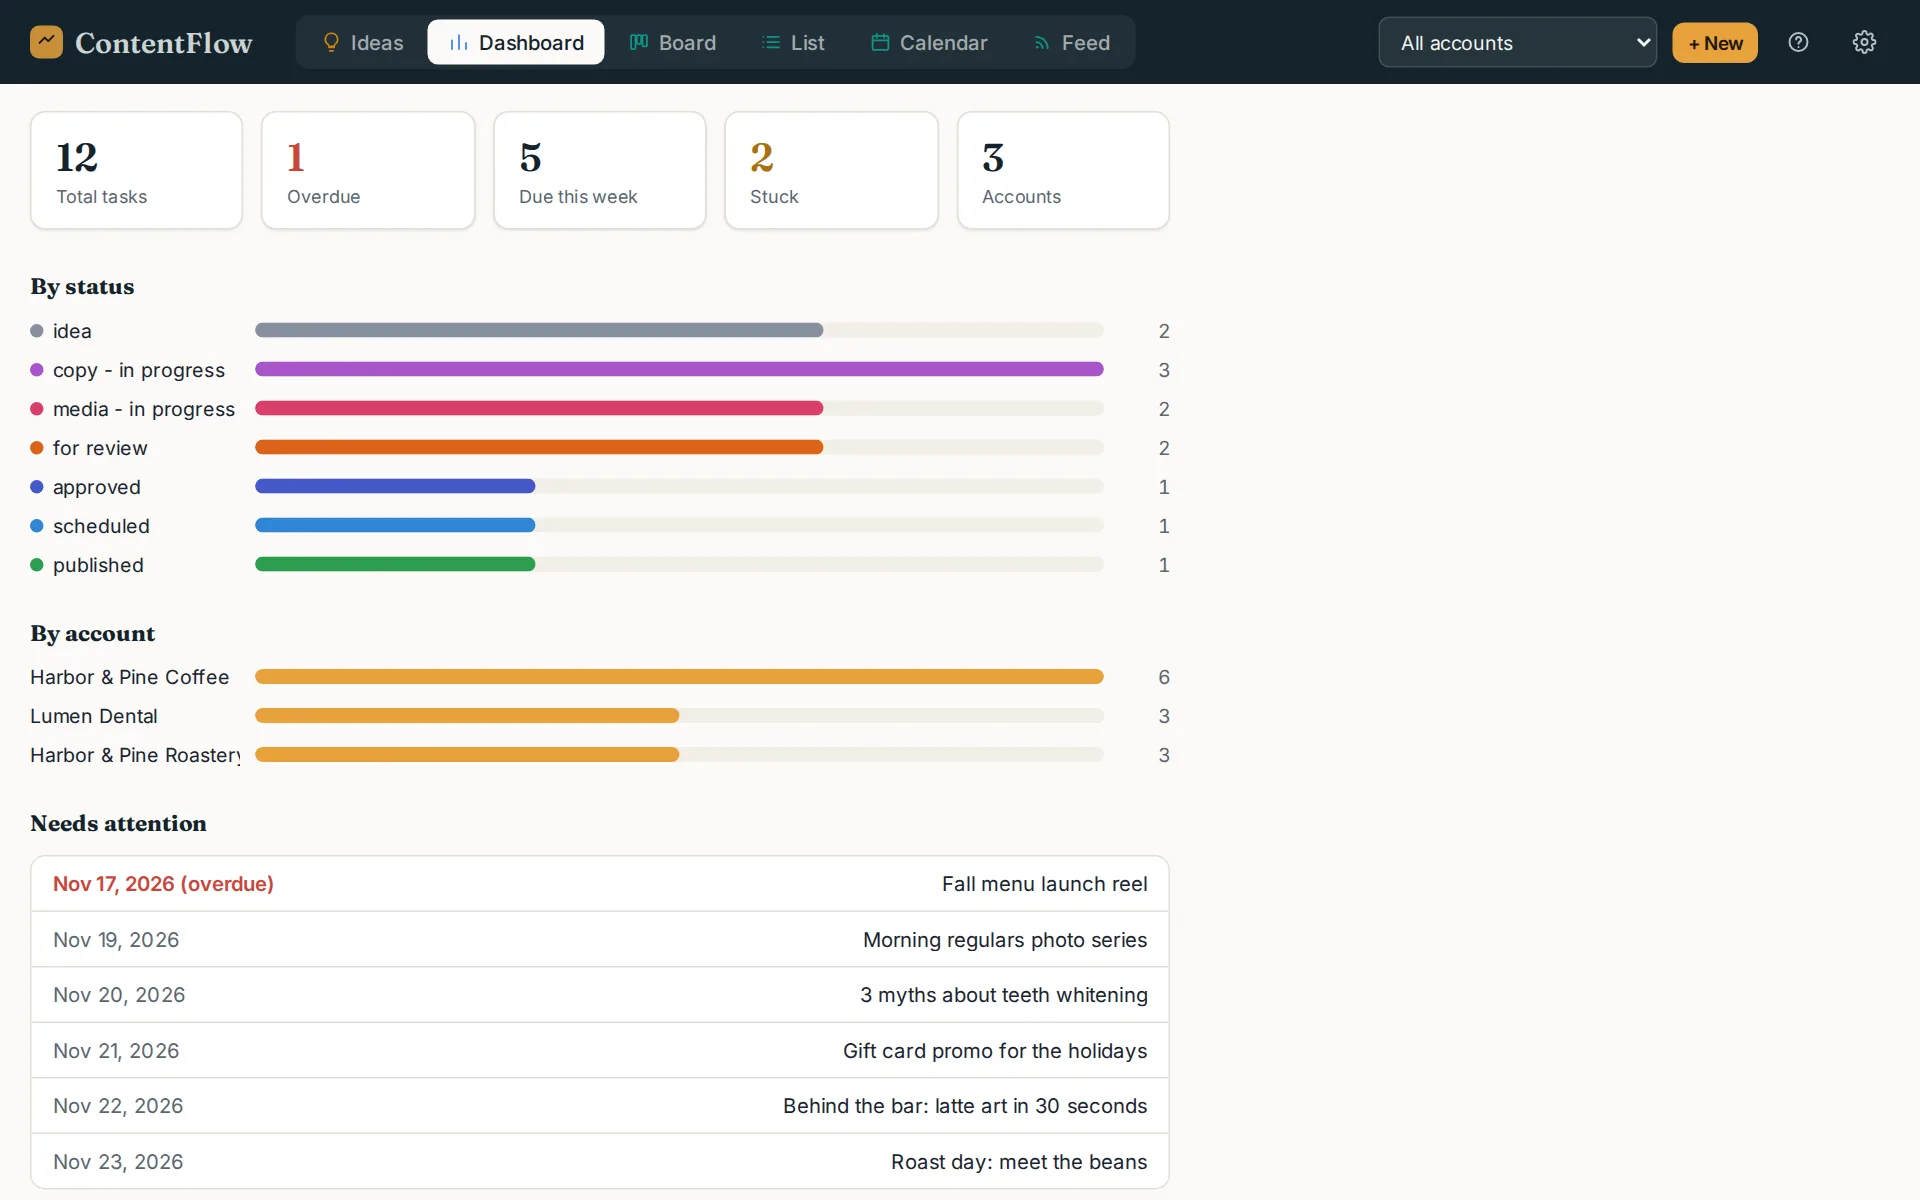 ContentFlow
Ideas
Dashboard
Board
List
Calendar
Feed
All accounts
+ New
12
Total tasks
1
Overdue
5
Due this week
2
Stuck
3
Accounts
By status
idea 2
copy - in progress 3
media - in progress 2
for review 2
approved 1
scheduled 1
published 1
By account
Harbor & Pine Coffee 6
Lumen Dental 3
Harbor & Pine Roastery 3
Needs attention
Nov 17, 2026 (overdue) Fall menu launch reel
Nov 19, 2026 Morning regulars photo series
Nov 20, 2026 3 myths about teeth whitening
Nov 21, 2026 Gift card promo for the holidays
Nov 22, 2026 Behind the bar: latte art in 30 seconds
Nov 23, 2026 Roast day: meet the beans